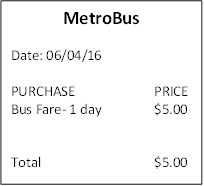 MetroBus
Date: 06/04/16
PURCHASE PRICE
Bus Fare- 1 day $5.00
Total $5.00